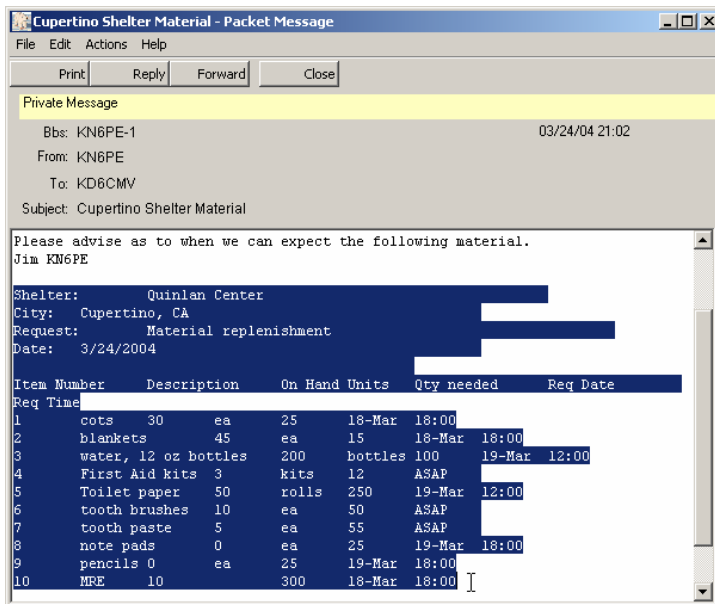 Cupertino Shelter Material - Packet Message
File Edit Actions Help
Print Reply Forward Close
Private Message
Bbs: KN6PE-1 03/24/04 21:02
From: KN6PE
To: KD6CMV
Subject: Cupertino Shelter Material
Please advise as to when we can expect the following material.
Jim KN6PE
Shelter: Quinlan Center
City: Cupertino, CA
Request: Material replenishment
Date: 3/24/2004
Item Number Description On Hand Units Qty needed Req Date
Req Time
1 cots 30 ea 25 18-Mar 18:00
2 blankets 45 ea 15 18-Mar 18:00
3 water, 12 oz bottles 200 bottles 100 19-Mar 12:00
4 First Aid kits 3 kits 12 ASAP
5 Toilet paper 50 rolls 250 19-Mar 12:00
6 tooth brushes 10 ea 50 ASAP
7 tooth paste 5 ea 55 ASAP
8 note pads 0 ea 25 19-Mar 18:00
9 pencils 0 ea 25 19-Mar 18:00
10 MRE 10 300 18-Mar 18:00